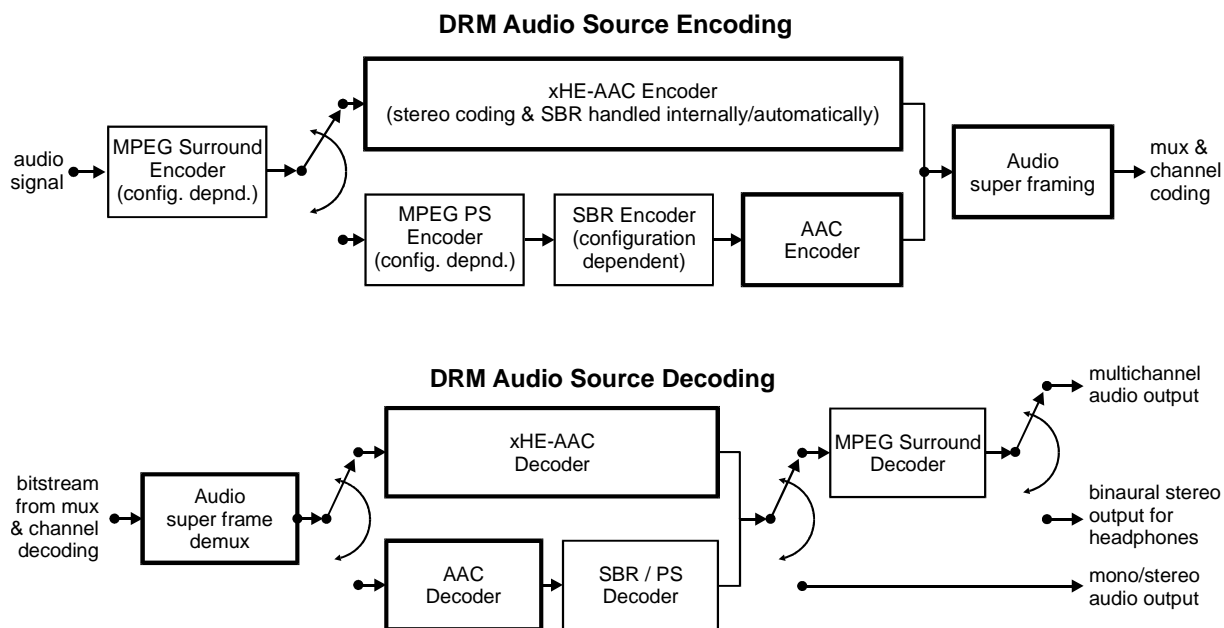 DRM Audio Source Encoding
xHE-AAC Encoder
(stereo coding & SBR handled internally/automatically)
audio
signal
MPEG Surround
Encoder
(config. depnd.)
Audio
super framing
mux &
channel
coding
MPEG PS
Encoder
(config. depnd.)
SBR Encoder
(configuration
dependent)
AAC
Encoder
DRM Audio Source Decoding
multichannel
audio output
xHE-AAC
Decoder
MPEG Surround
Decoder
bitstream
from mux
& channel
decoding
Audio
super frame
demux
binaural stereo
output for
headphones
AAC
Decoder
SBR / PS
Decoder
mono/stereo
audio output